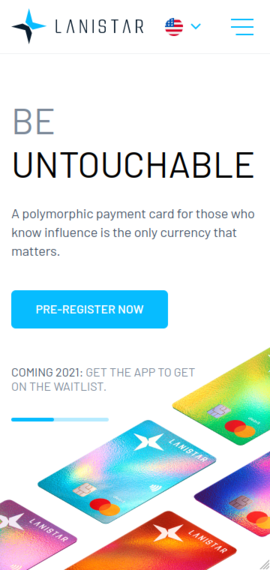 LANISTAR
BE
UNTOUCHABLE
A polymorphic payment card for those who
know influence is the only currency that
matters.
PRE-REGISTER NOW
COMING 2021: GET THE APP TO GET
ON THE WAITLIST.
LANISTAR
LANISTAR
LANISTAR
LANISTAR